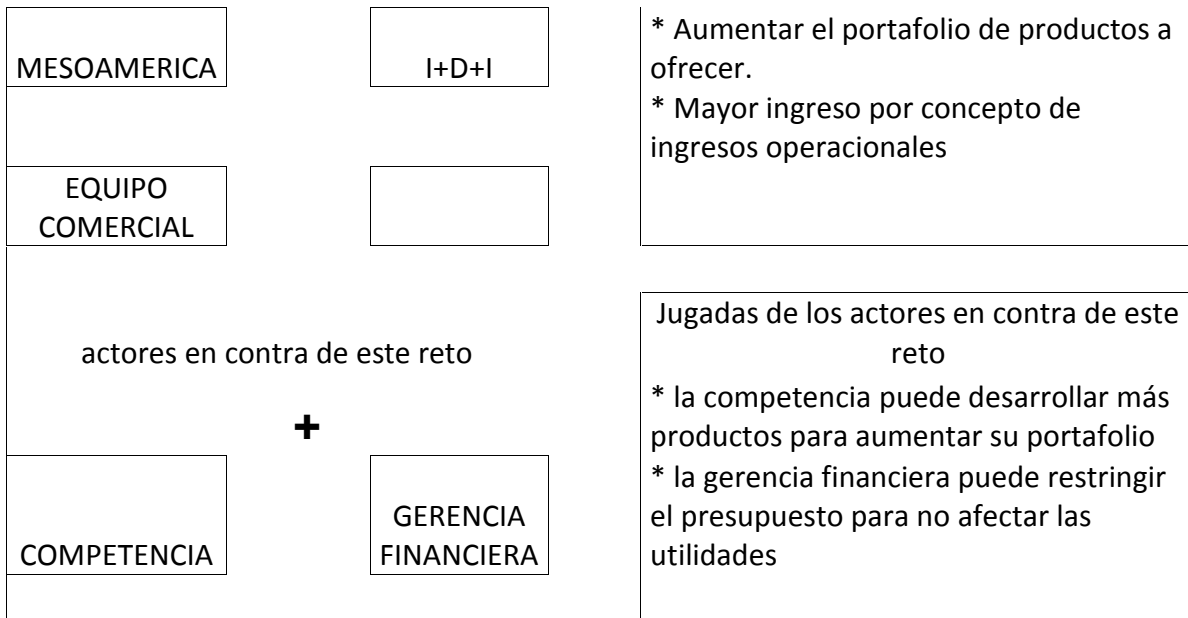 MESOAMERICA
I+D+I
* Aumentar el portafolio de productos a
ofrecer.
* Mayor ingreso por concepto de
ingresos operacionales
EQUIPO
COMERCIAL
actores en contra de este reto
+
COMPETENCIA
GERENCIA
FINANCIERA
Jugadas de los actores en contra de este
reto
* la competencia puede desarrollar más
productos para aumentar su portafolio
* la gerencia financiera puede restringir
el presupuesto para no afectar las
utilidades